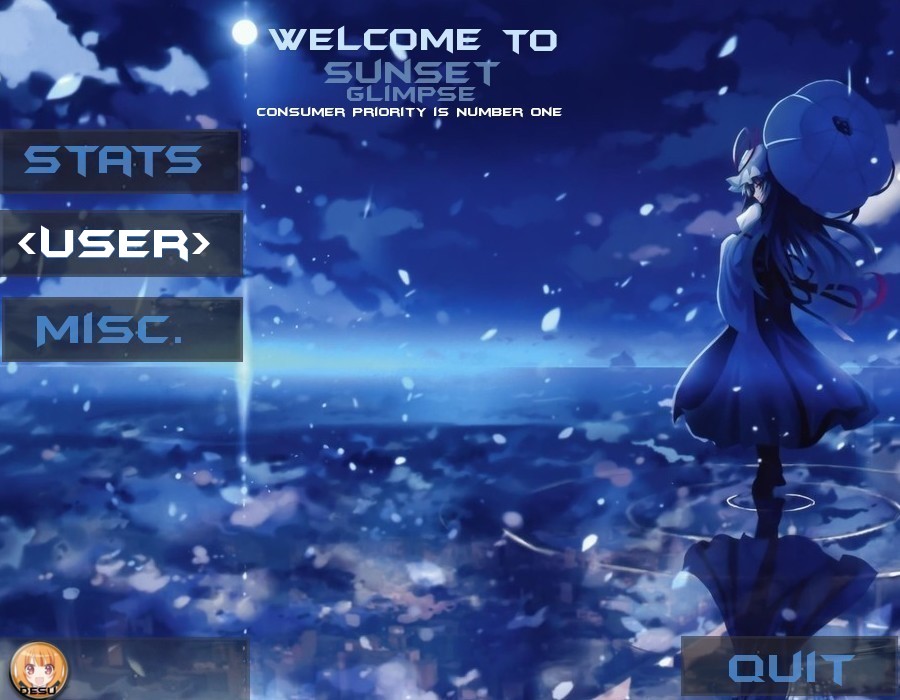 WELCOME TO
SUNSET
GLIMPSE
CONSUMER PRIORITY IS NUMBER ONE
STATS
<USER>
MISC.
DESU
QUIT